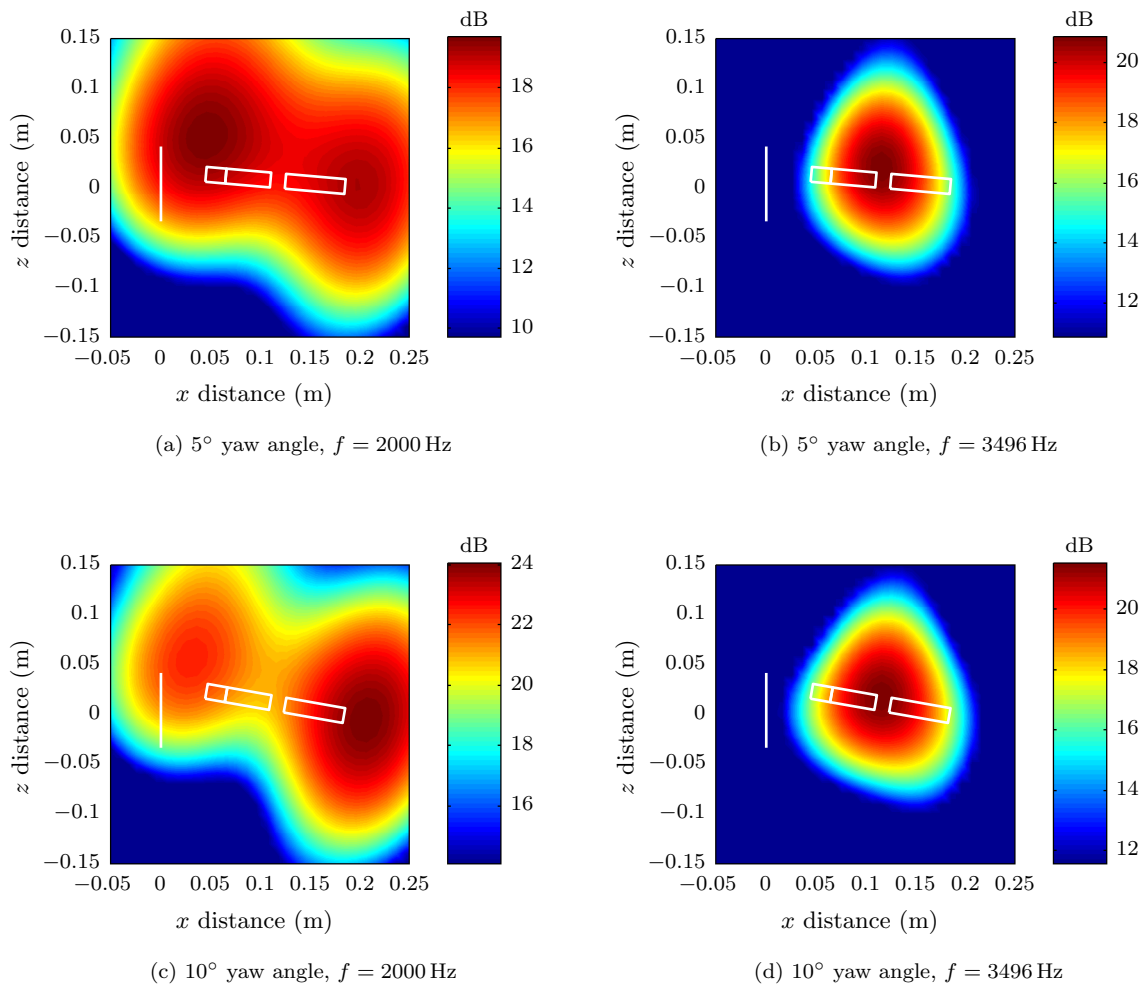 dB
0.15
0.1
0.05
0
−0.05
−0.1
−0.15
−0.05 0 0.05 0.1 0.15 0.2 0.25
x distance (m)
z distance (m)
18
16
14
12
10
(a) 5° yaw angle, f = 2000 Hz
dB
0.15
0.1
0.05
0
−0.05
−0.1
−0.15
−0.05 0 0.05 0.1 0.15 0.2 0.25
x distance (m)
z distance (m)
20
18
16
14
12
(b) 5° yaw angle, f = 3496 Hz
dB
0.15
0.1
0.05
0
−0.05
−0.1
−0.15
−0.05 0 0.05 0.1 0.15 0.2 0.25
x distance (m)
z distance (m)
24
22
20
18
16
(c) 10° yaw angle, f = 2000 Hz
dB
0.15
0.1
0.05
0
−0.05
−0.1
−0.15
−0.05 0 0.05 0.1 0.15 0.2 0.25
x distance (m)
z distance (m)
20
18
16
14
12
(d) 10° yaw angle, f = 3496 Hz